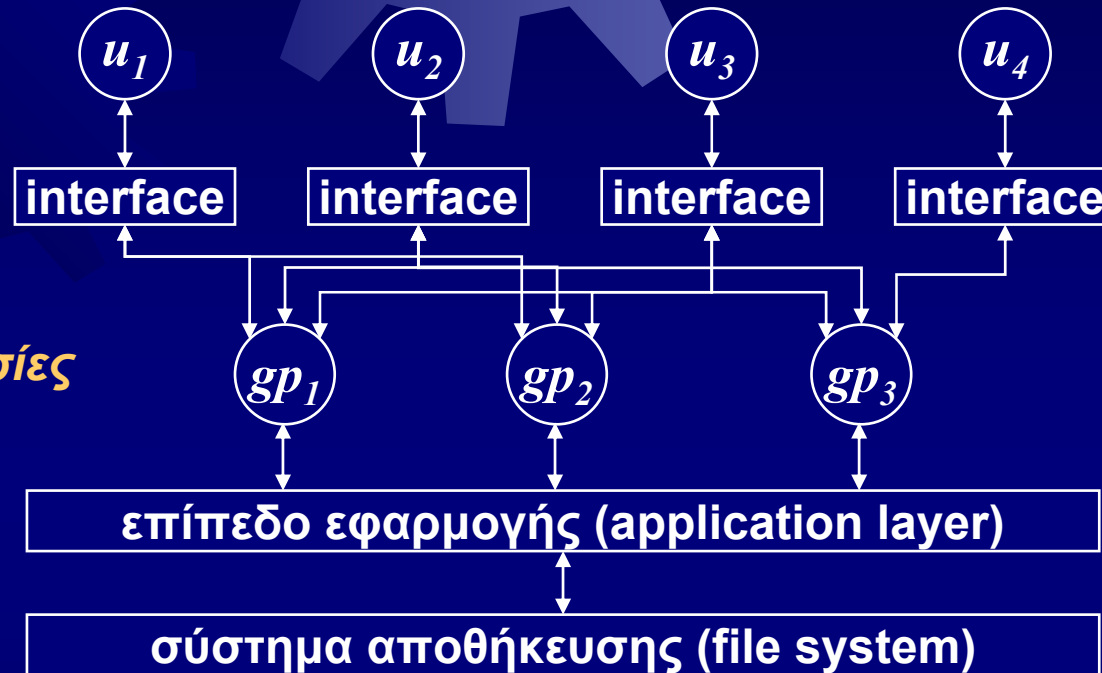 u1 u2 u3 u4
interface interface interface interface
gp1 gp2 gp3
επίπεδο εφαρμογής (application layer)
σύστημα αποθήκευσης (file system)